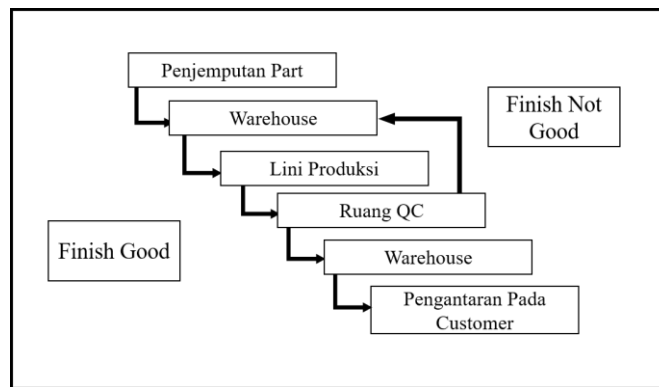 Penjemputan Part
Warehouse
Finish Not
Good
Lini Produksi
Ruang QC
Finish Good
Warehouse
Pengantaran Pada
Customer